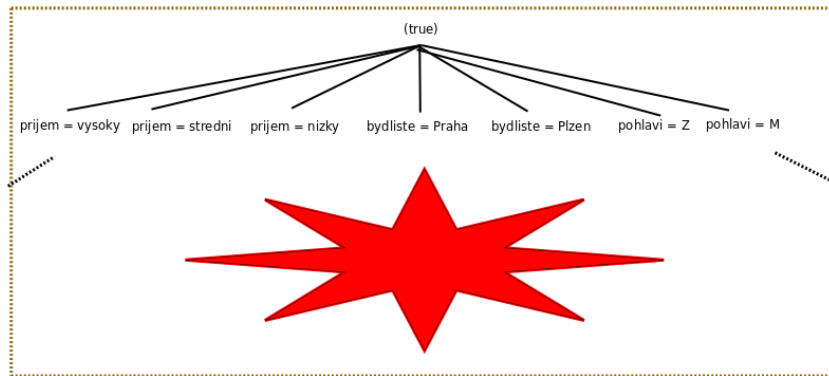 (true)
prijem = vysoky prijem = stredni prijem = nizky bydliste = Praha bydliste = Plzen pohlavi = Z pohlavi = M